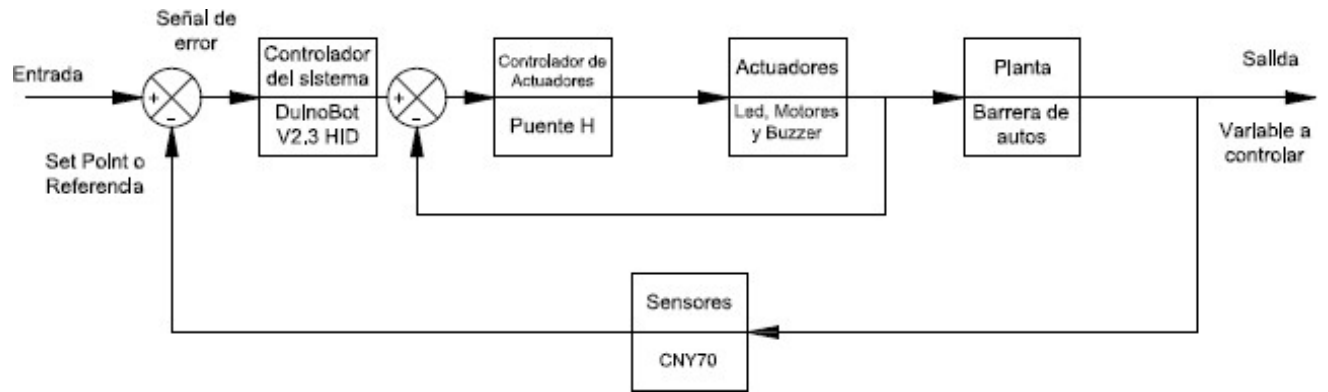 Señal de
error
Entrada
+
-
Set Point o
Referencia
Controlador
del sistema
DuinoBot
V2.3 HID
+
-
Controlador de
Actuadores
Puente H
Actuadores
Led, Motores
y Buzzer
Planta
Barrera de
autos
Salida
Variable a
controlar
Sensores
CNY70